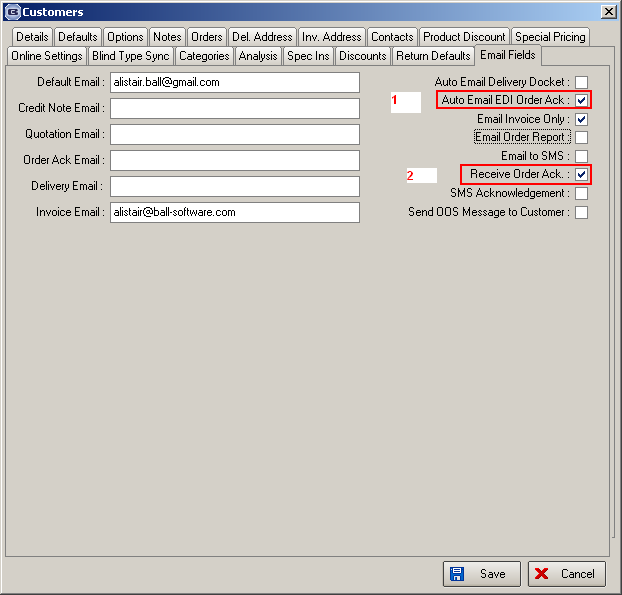 Customers
Details Defaults Options Notes Orders Del. Address Inv. Address Contacts Product Discount Special Pricing
Online Settings Blind Type Sync Categories Analysis Spec Ins Discounts Return Defaults Email Fields
Default Email : alistair.ball@gmail.com Auto Email Delivery Docket :
Credit Note Email : 1 Auto Email EDI Order Ack :
Email Invoice Only :
Quotation Email : Email Order Report :
Order Ack Email : Email to SMS :
2 Receive Order Ack. :
Delivery Email : SMS Acknowledgement :
Invoice Email : alistair@ball-software.com Send OOS Message to Customer :
Save Cancel